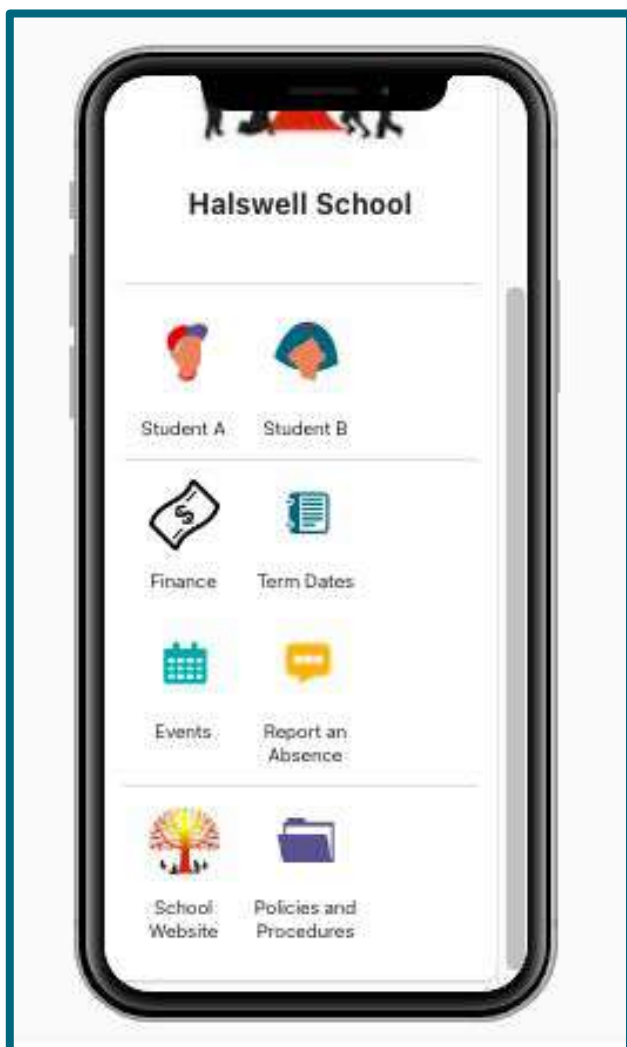 Halswell School
Student A Student B
Finance Term Dates
Events Report an
Absence
School Policies and
Website Procedures